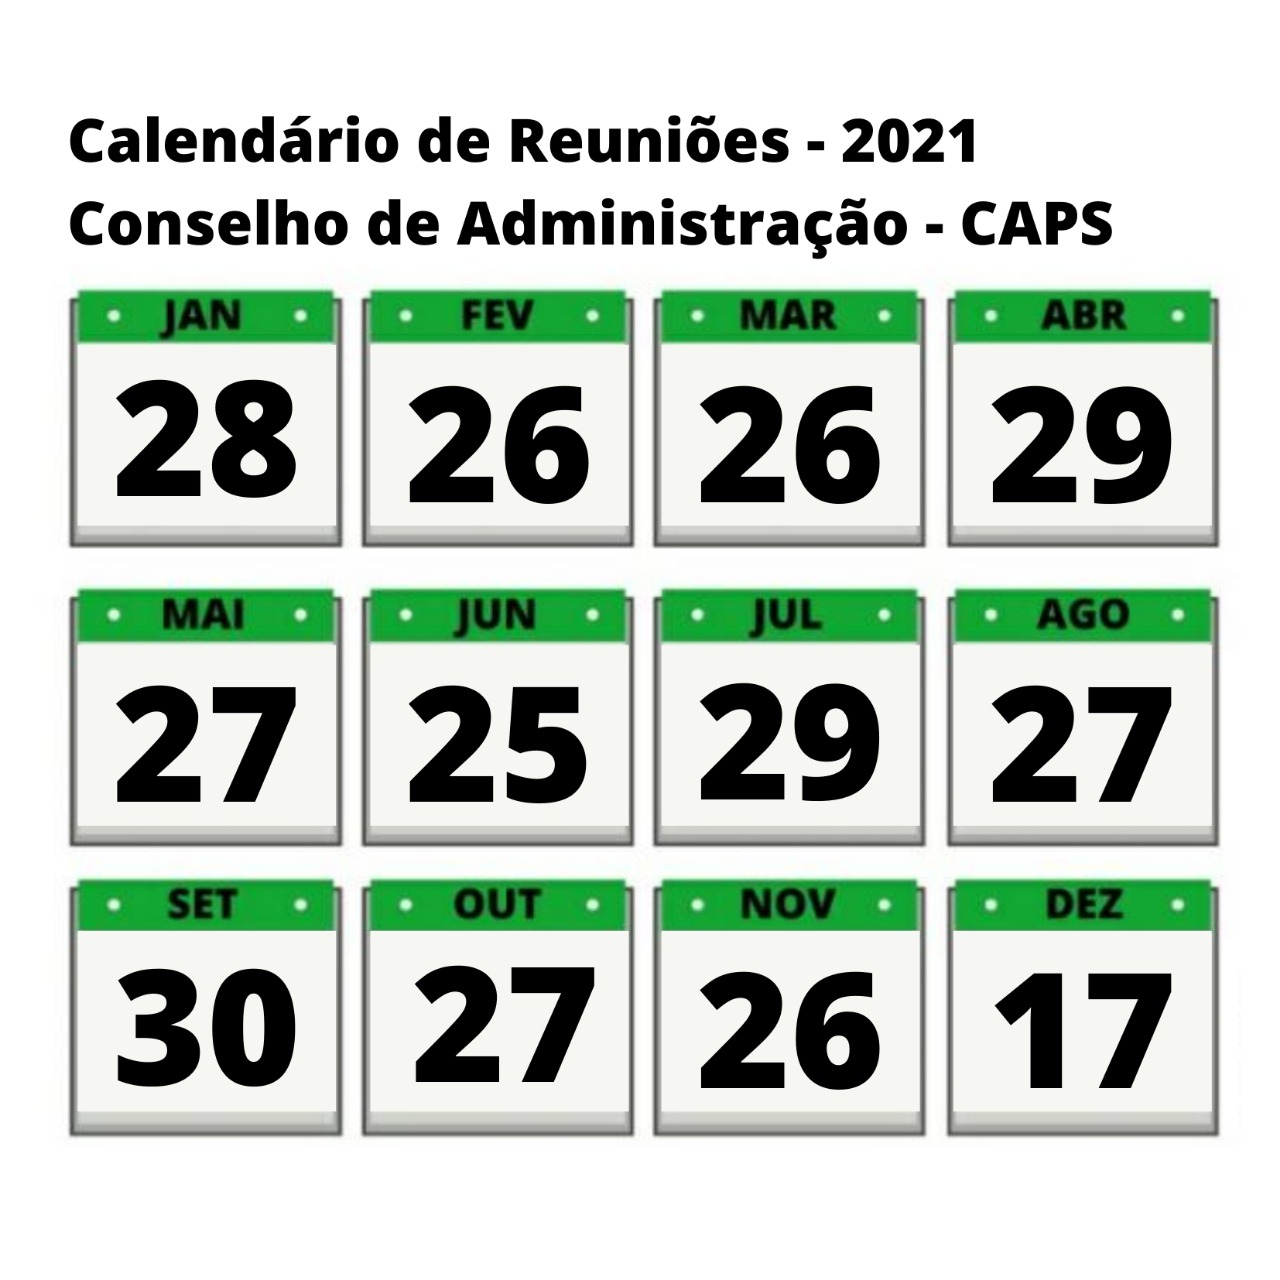 Calendário de Reuniões - 2021
Conselho de Administração - CAPS
JAN FEV MAR ABR
28 26 26 29
MAI JUN JUL AGO
27 25 29 27
SET OUT NOV DEZ
30 27 26 17